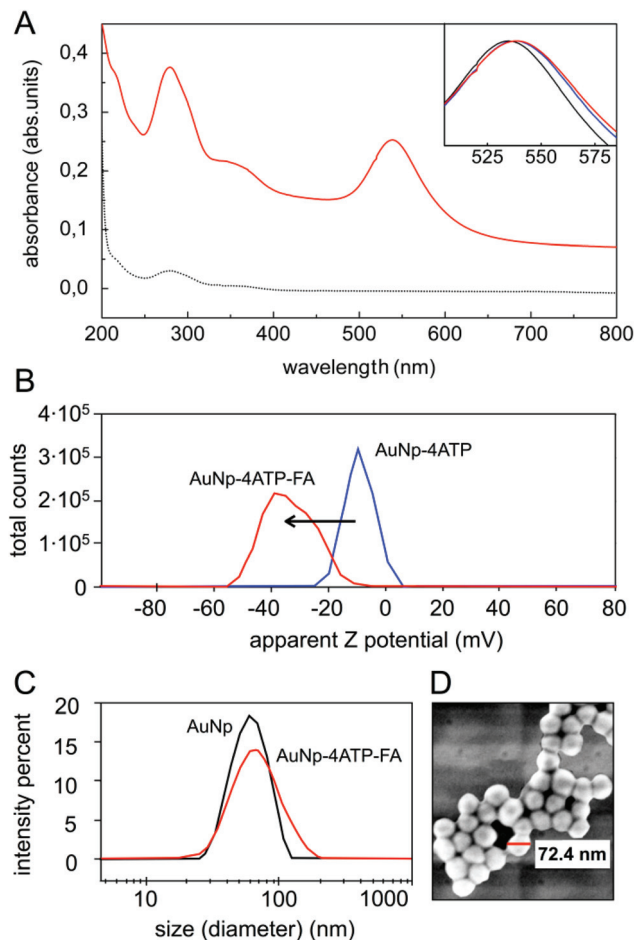 A
0,4
0,3
0,2
0,1
0,0
absorbance (abs.units)
525 550 575
200 300 400 500 600 700 800
wavelength (nm)
B
4·10⁵
3·10⁵
2·10⁵
1·10⁵
0
total counts
AuNp-4ATP-FA
AuNp-4ATP
-80 -60 -40 -20 0 20 40 60 80
apparent Z potential (mV)
C
20
15
10
5
0
intensity percent
AuNp
AuNp-4ATP-FA
10 100 1000
size (diameter) (nm)
D
72.4 nm